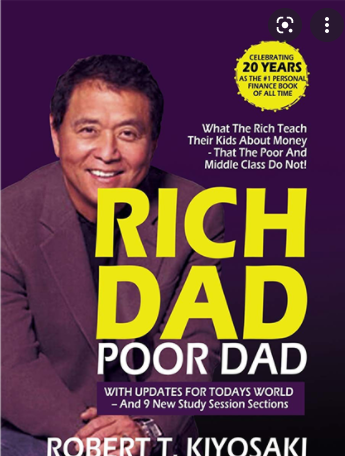 CELEBRATING
20 YEARS
AS THE #1 PERSONAL
FINANCE BOOK
OF ALL TIME
What The Rich Teach
Their Kids About Money
- That The Poor And
Middle Class Do Not!
RICH
DAD
POOR DAD
WITH UPDATES FOR TODAYS WORLD
– And 9 New Study Session Sections
ROBERT T. KIYOSAKI